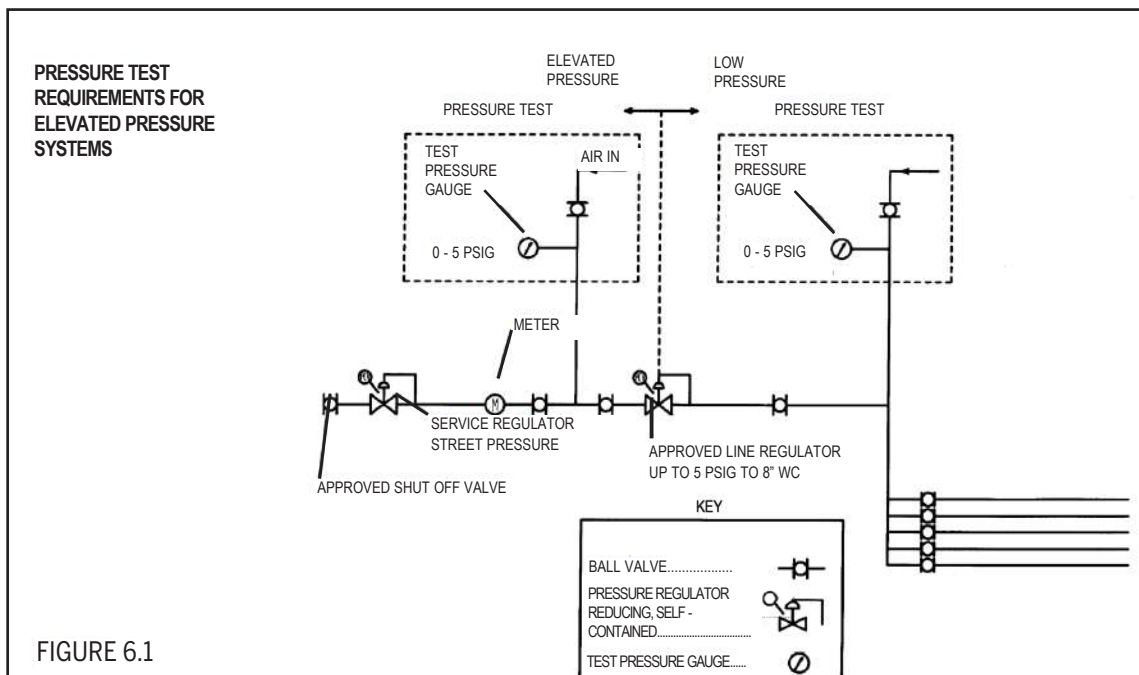 PRESSURE TEST
REQUIREMENTS FOR
ELEVATED PRESSURE
SYSTEMS
ELEVATED
PRESSURE
LOW
PRESSURE
PRESSURE TEST
PRESSURE TEST
TEST
PRESSURE
GAUGE
AIR IN
0 - 5 PSIG
TEST
PRESSURE
GAUGE
0 - 5 PSIG
METER
M
SERVICE REGULATOR
STREET PRESSURE
APPROVED SHUT OFF VALVE
APPROVED LINE REGULATOR
UP TO 5 PSIG TO 8" WC
KEY
BALL VALVE..................
PRESSURE REGULATOR
REDUCING, SELF -
CONTAINED...................................
TEST PRESSURE GAUGE......
FIGURE 6.1